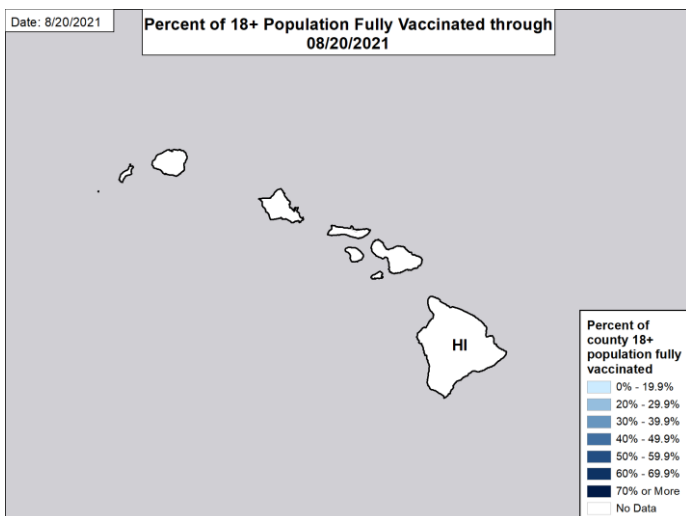 Date: 8/20/2021
Percent of 18+ Population Fully Vaccinated through
08/20/2021
HI
Percent of
county 18+
population fully
vaccinated
0% - 19.9%
20% - 29.9%
30% - 39.9%
40% - 49.9%
50% - 59.9%
60% - 69.9%
70% or More
No Data